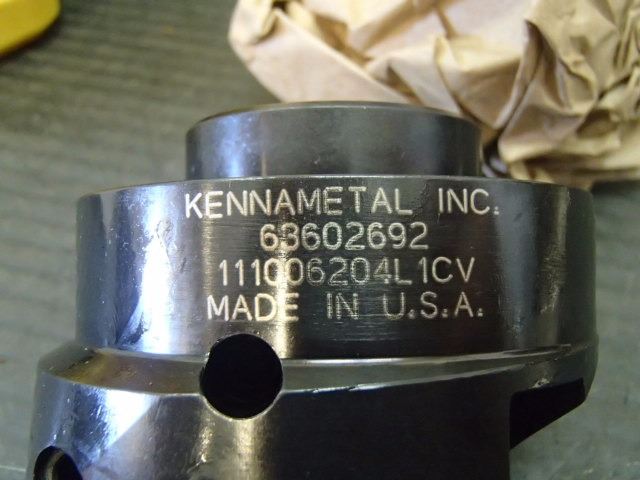 KENNAMETAL INC.
63602692
111006204L1CV
MADE IN U.S.A.